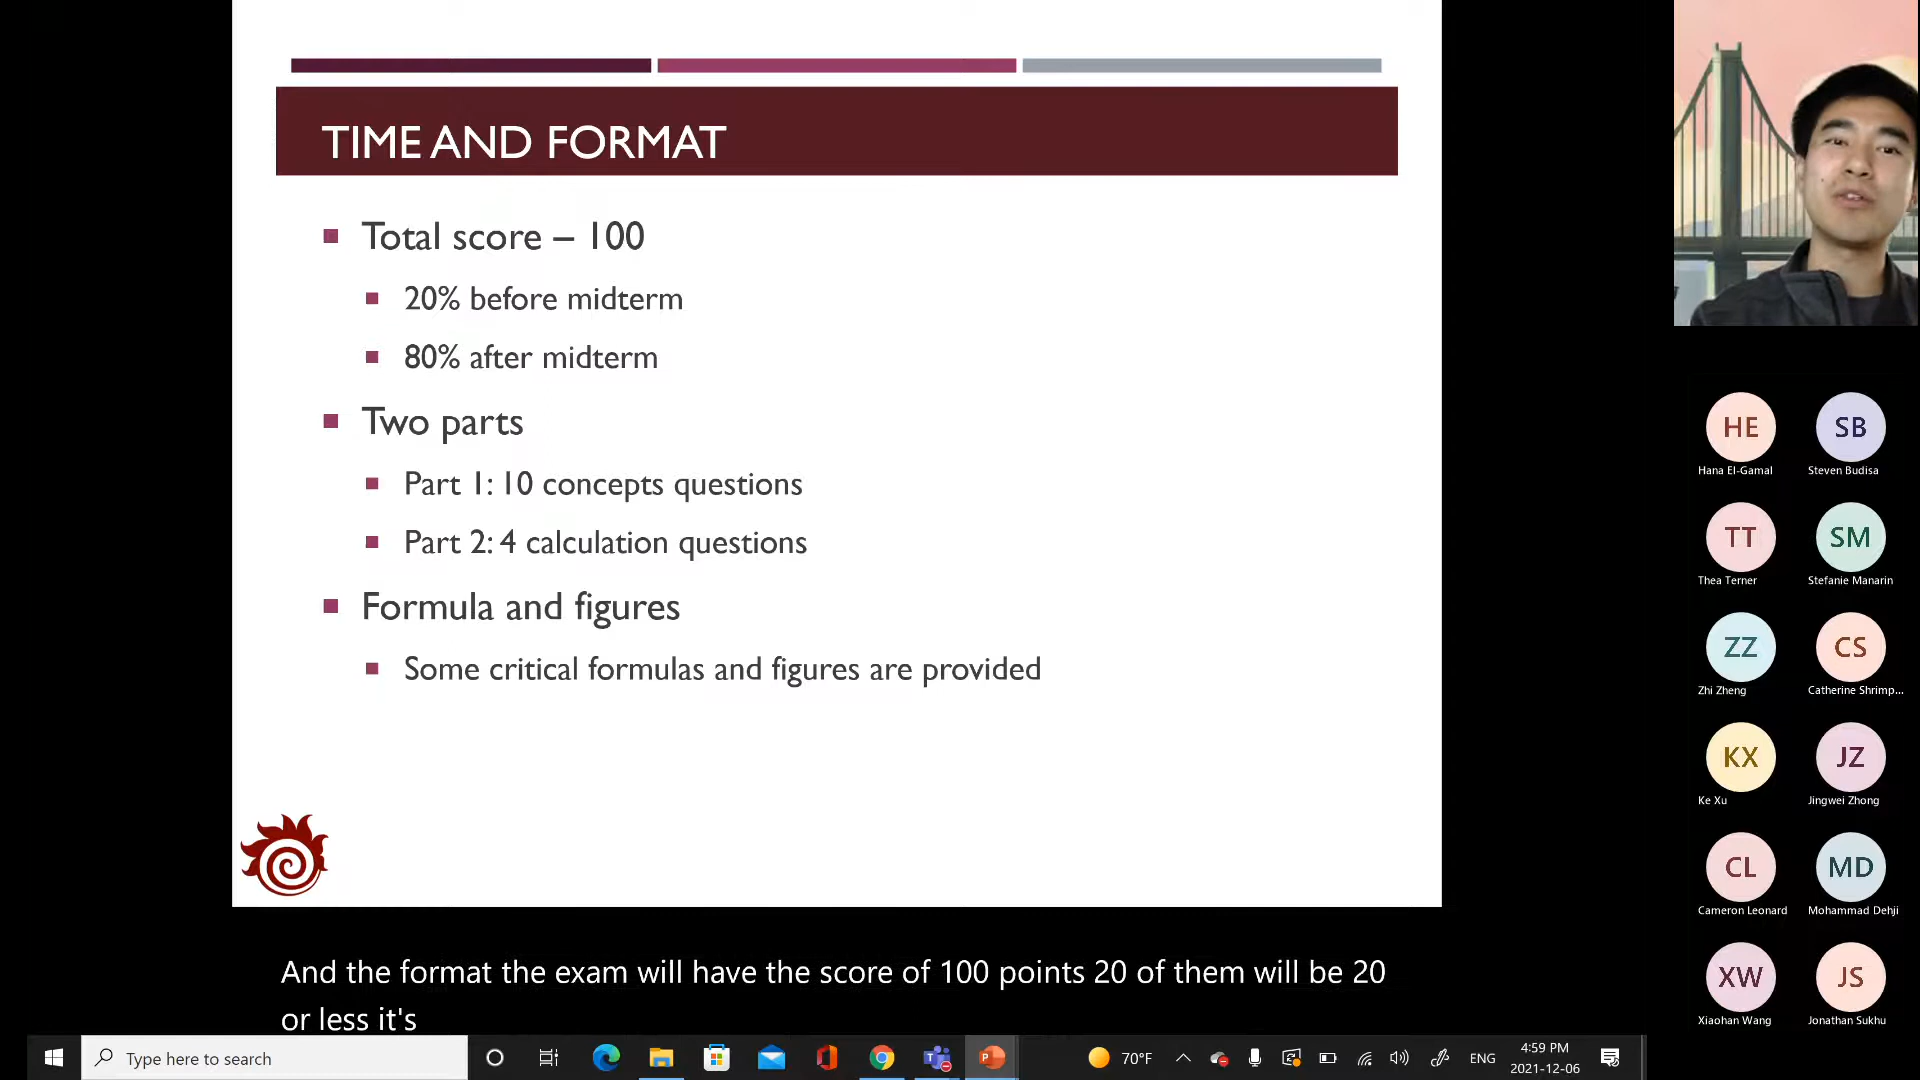 TIME AND FORMAT
Total score – 100
20% before midterm
80% after midterm
Two parts
Part 1: 10 concepts questions
Part 2: 4 calculation questions
Formula and figures
Some critical formulas and figures are provided
And the format the exam will have the score of 100 points 20 of them will be 20
or less it's
HE SB
Hana El-Gamal Steven Budisa
TT SM
Thea Terner Stefanie Manarin
ZZ CS
Zhi Zheng Catherine Shrimp...
KX JZ
Ke Xu Jingwei Zhong
CL MD
Cameron Leonard Mohammad Dehji
XW JS
Xiaohan Wang Jonathan Sukhu
Type here to search
70°F
ENG
4:59 PM
2021-12-06